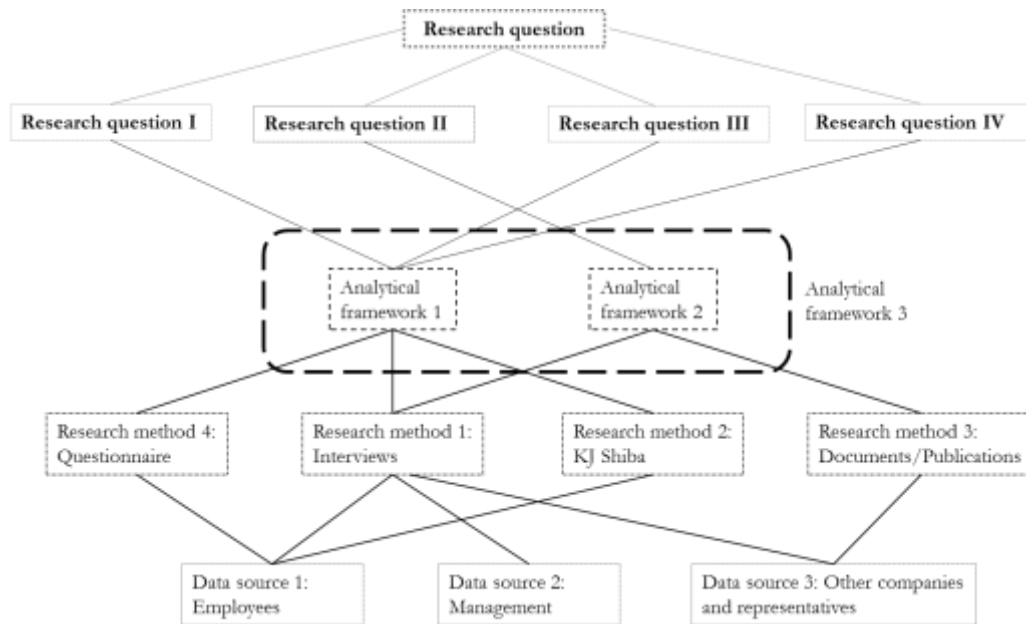 Research question
Research question I
Research question II
Research question III
Research question IV
Analytical
framework 1
Analytical
framework 2
Analytical
framework 3
Research method 4:
Questionnaire
Research method 1:
Interviews
Research method 2:
KJ Shiba
Research method 3:
Documents/Publications
Data source 1:
Employees
Data source 2:
Management
Data source 3: Other companies
and representatives